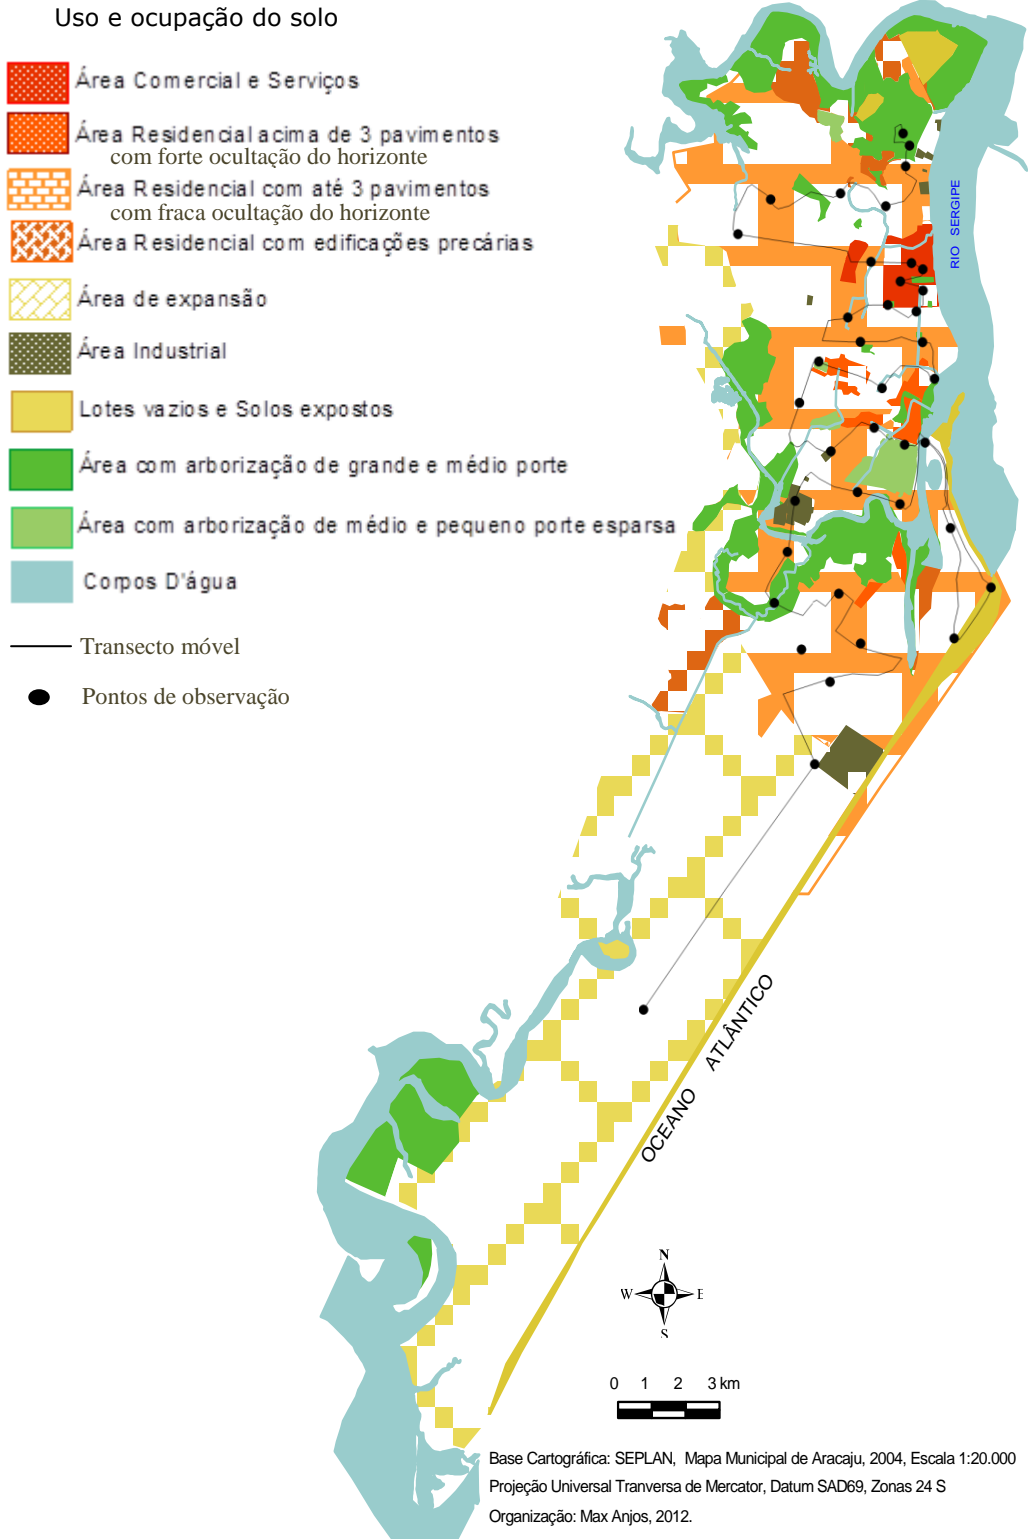 Uso e ocupação do solo
Área Comercial e Serviços
Área Residencial acima de 3 pavimentos
com forte ocultação do horizonte
Área Residencial com até 3 pavimentos
com fraca ocultação do horizonte
Área Residencial com edificações precárias
Área de expansão
Área Industrial
Lotes vazios e Solos expostos
Área com arborização de grande e médio porte
Área com arborização de médio e pequeno porte esparsa
Corpos D'água
Transecto móvel
Pontos de observação
RIO SERGIPE
OCEANO ATLÂNTICO
N
W E
S
0 1 2 3 km
Base Cartográfica: SEPLAN, Mapa Municipal de Aracaju, 2004, Escala 1:20.000
Projeção Universal Tranversa de Mercator, Datum SAD69, Zonas 24 S
Organização: Max Anjos, 2012.